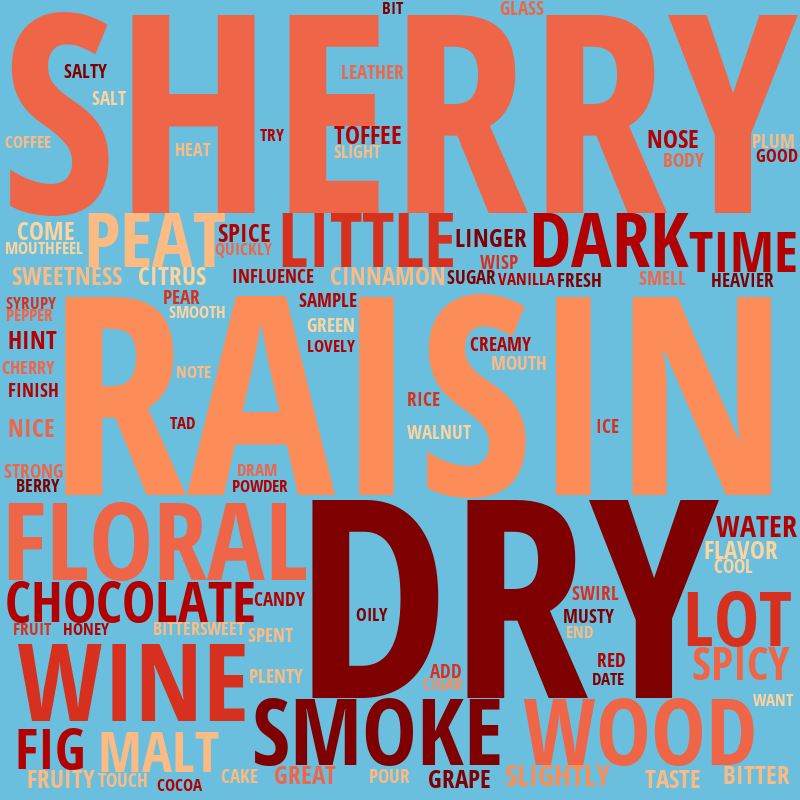 BIT
GLASS
SHERRY
SALTY
LEATHER
SALT
COFFEE
HEAT
TRY
TOFFEE
SLIGHT
NOSE
PLUM
BODY
GOOD
COME
PEAT
SPICE
LITTLE
LINGER
DARK
TIME
MOUTHFEEL
QUICKLY
WISP
SWEETNESS
CITRUS
INFLUENCE
CINNAMON
SUGAR
VANILLA
FRESH
SMELL
HEAVIER
SYRUPY
PEAR
SAMPLE
PEPPER
SMOOTH
GREEN
RAISIN
HINT
LOVELY
CREAMY
MOUTH
CHERRY
NOTE
FINISH
RICE
NICE
TAD
WALNUT
ICE
STRONG
DRAM
BERRY
POWDER
FLORAL
DRY
WATER
FLAVOR
COOL
CHOCOLATE
CANDY
OILY
SWIRL
MUSTY
LOT
FRUIT
HONEY
BITTERSWEET
SPENT
END
WINE
PLENTY
ADD
CIGAR
RED
DATE
SPICY
WANT
FIG
MALT
SMOKE
WOOD
FRUITY
TOUCH
COCOA
CAKE
GREAT
POUR
GRAPE
SLIGHTLY
TASTE
BITTER